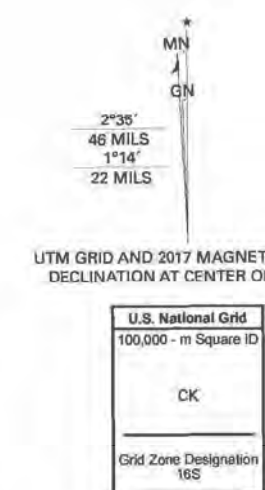 ★
MN
GN
2°35′
46 MILS
1°14′
22 MILS
UTM GRID AND 2017 MAGNET
DECLINATION AT CENTER O
U.S. National Grid
100,000 - m Square ID
CK
Grid Zone Designation
16S